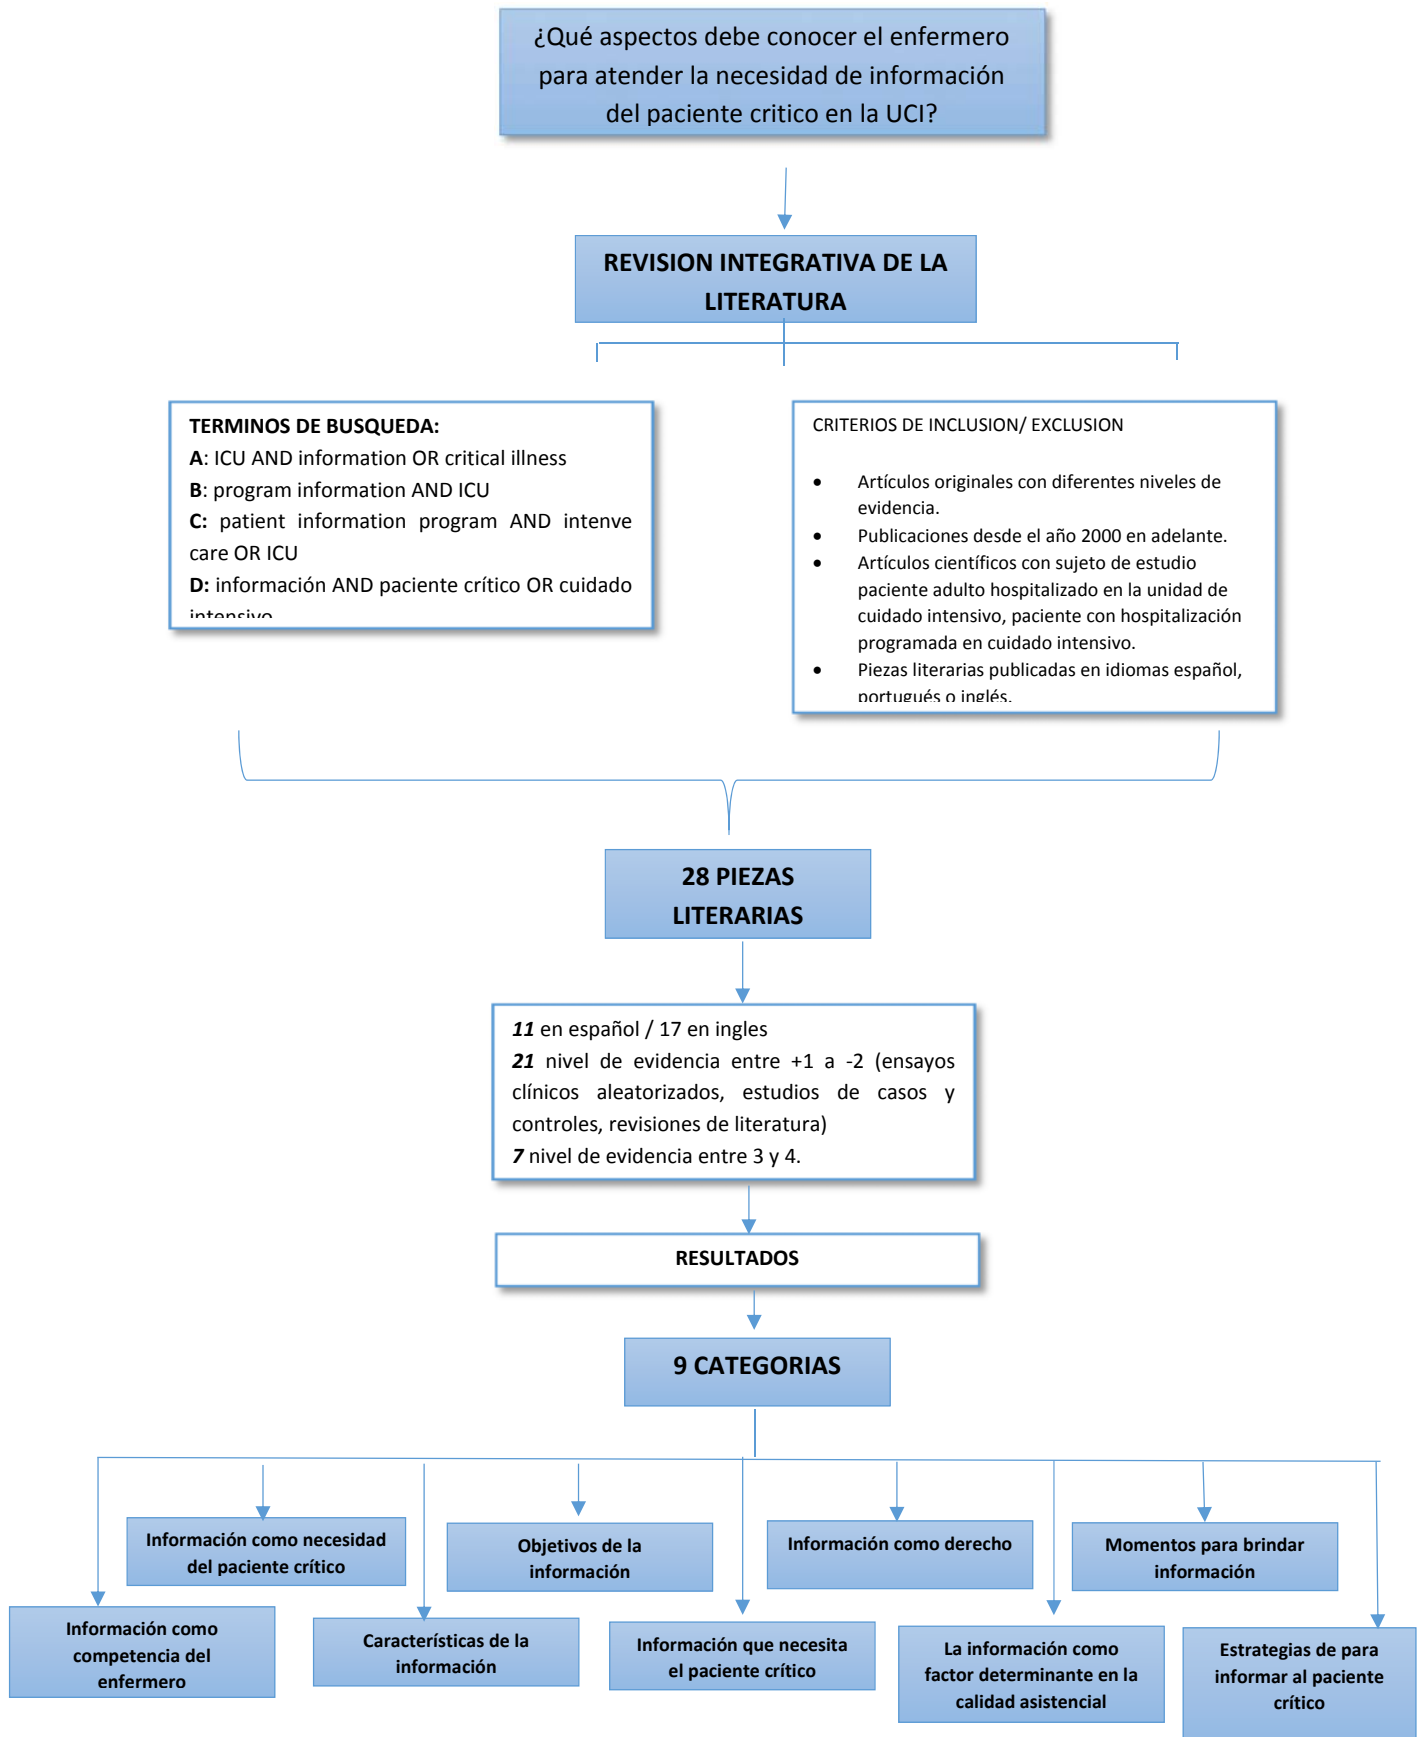 ¿Qué aspectos debe conocer el enfermero
para atender la necesidad de información
del paciente critico en la UCI?
REVISION INTEGRATIVA DE LA
LITERATURA
TERMINOS DE BUSQUEDA:
A: ICU AND information OR critical illness
B: program information AND ICU
C: patient information program AND intenve
care OR ICU
D: información AND paciente crítico OR cuidado
intensivo
CRITERIOS DE INCLUSION/ EXCLUSION
• Artículos originales con diferentes niveles de
evidencia.
• Publicaciones desde el año 2000 en adelante.
• Artículos científicos con sujeto de estudio
paciente adulto hospitalizado en la unidad de
cuidado intensivo, paciente con hospitalización
programada en cuidado intensivo.
• Piezas literarias publicadas en idiomas español,
portugués o inglés.
28 PIEZAS
LITERARIAS
11 en español / 17 en ingles
21 nivel de evidencia entre +1 a -2 (ensayos
clínicos aleatorizados, estudios de casos y
controles, revisiones de literatura)
7 nivel de evidencia entre 3 y 4.
RESULTADOS
9 CATEGORIAS
Información como necesidad
del paciente crítico
Objetivos de la
información
Información como derecho
Momentos para brindar
información
Información como
competencia del
enfermero
Características de la
información
Información que necesita
el paciente crítico
La información como
factor determinante en la
calidad asistencial
Estrategias de para
informar al paciente
crítico